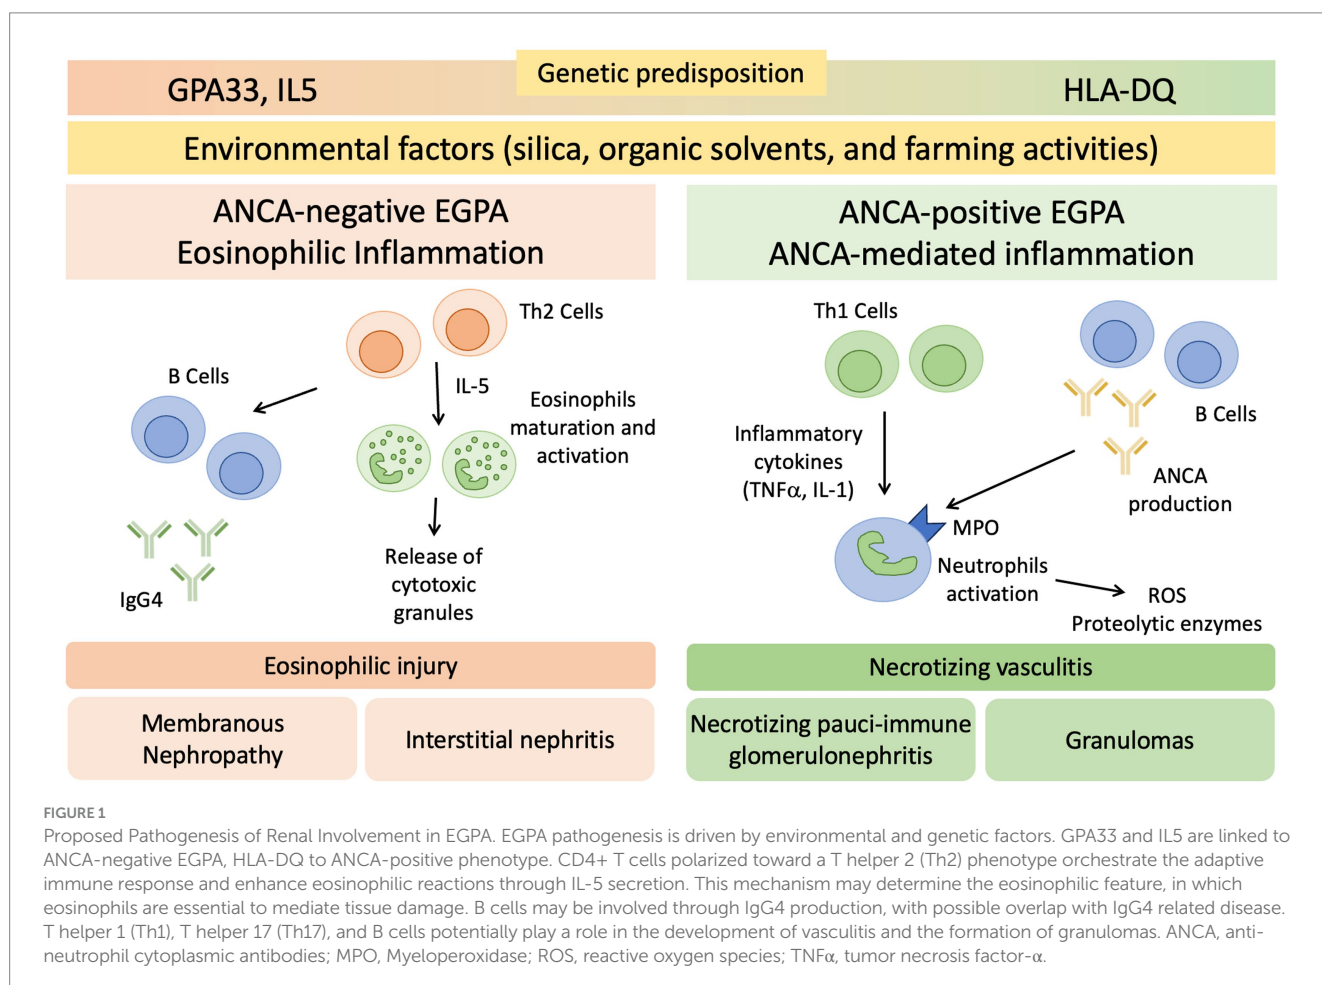 Genetic predisposition
GPA33, IL5
HLA-DQ
Environmental factors (silica, organic solvents, and farming activities)
ANCA-negative EGPA
Eosinophilic Inflammation
Th2 Cells
B Cells
IL-5
Eosinophils
maturation and
activation
Release of
cytotoxic
granules
IgG4
Eosinophilic injury
Membranous
Nephropathy
Interstitial nephritis
ANCA-positive EGPA
ANCA-mediated inflammation
Th1 Cells
B Cells
Inflammatory
cytokines
(TNFα, IL-1)
ANCA
production
MPO
Neutrophils
activation
ROS
Proteolytic enzymes
Necrotizing vasculitis
Necrotizing pauci-immune
glomerulonephritis
Granulomas
FIGURE 1
Proposed Pathogenesis of Renal Involvement in EGPA. EGPA pathogenesis is driven by environmental and genetic factors. GPA33 and IL5 are linked to
ANCA-negative EGPA, HLA-DQ to ANCA-positive phenotype. CD4+ T cells polarized toward a T helper 2 (Th2) phenotype orchestrate the adaptive
immune response and enhance eosinophilic reactions through IL-5 secretion. This mechanism may determine the eosinophilic feature, in which
eosinophils are essential to mediate tissue damage. B cells may be involved through IgG4 production, with possible overlap with IgG4 related disease.
T helper 1 (Th1), T helper 17 (Th17), and B cells potentially play a role in the development of vasculitis and the formation of granulomas. ANCA, anti-
neutrophil cytoplasmic antibodies; MPO, Myeloperoxidase; ROS, reactive oxygen species; TNFα, tumor necrosis factor-α.